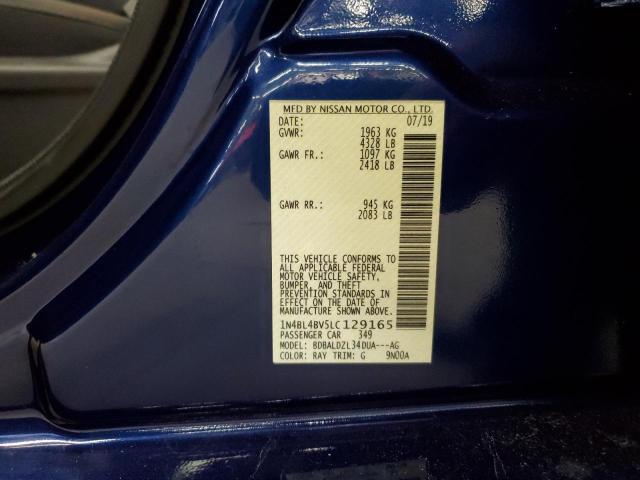 MFD BY NISSAN MOTOR CO., LTD.
DATE: 07/19
GVWR: 1963 KG
4328 LB
GAWR FR.: 1097 KG
2418 LB
GAWR RR.: 945 KG
2083 LB
THIS VEHICLE CONFORMS TO
ALL APPLICABLE FEDERAL
MOTOR VEHICLE SAFETY,
BUMPER, AND THEFT
PREVENTION STANDARDS IN
EFFECT ON THE DATE OF
MANUFACTURE SHOWN ABOVE.
1N4BL4BV5LC129165
PASSENGER CAR 349
MODEL: BDBALDZL34DUA---AG
COLOR: RAY TRIM: G 9N00A